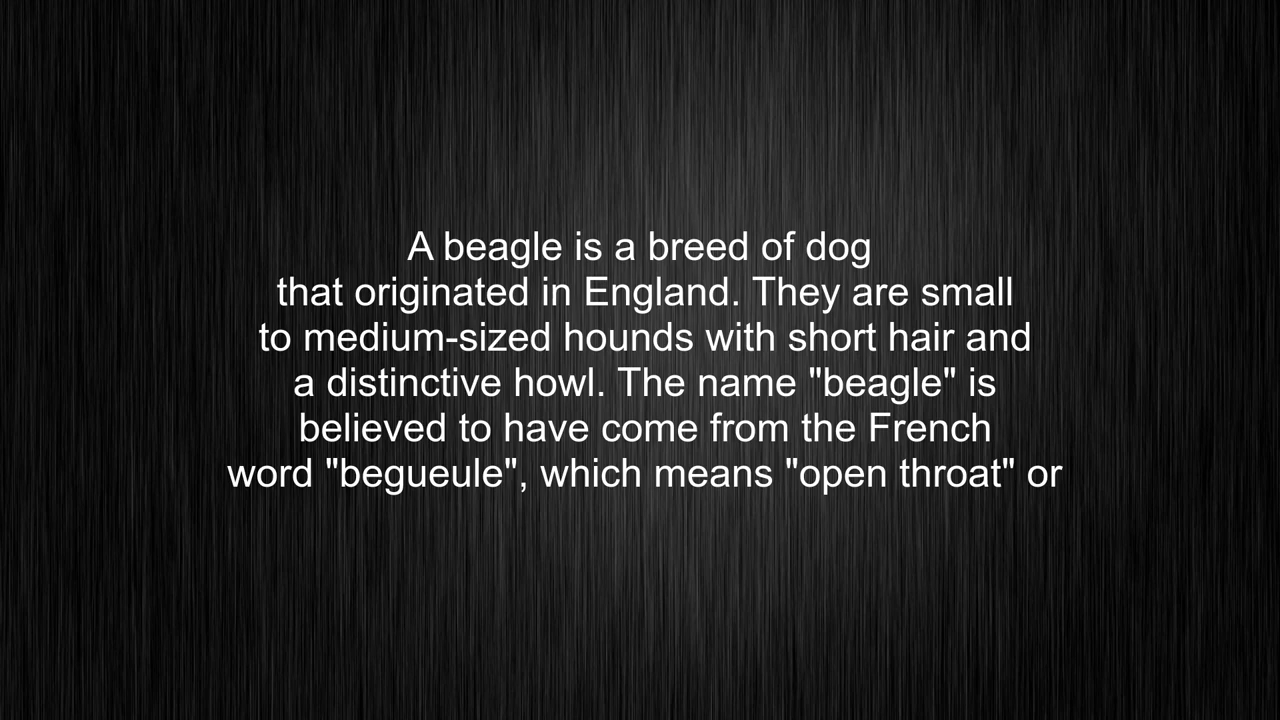 A beagle is a breed of dog
that originated in England. They are small
to medium-sized hounds with short hair and
a distinctive howl. The name "beagle" is
believed to have come from the French
word "begueule", which means "open throat" or